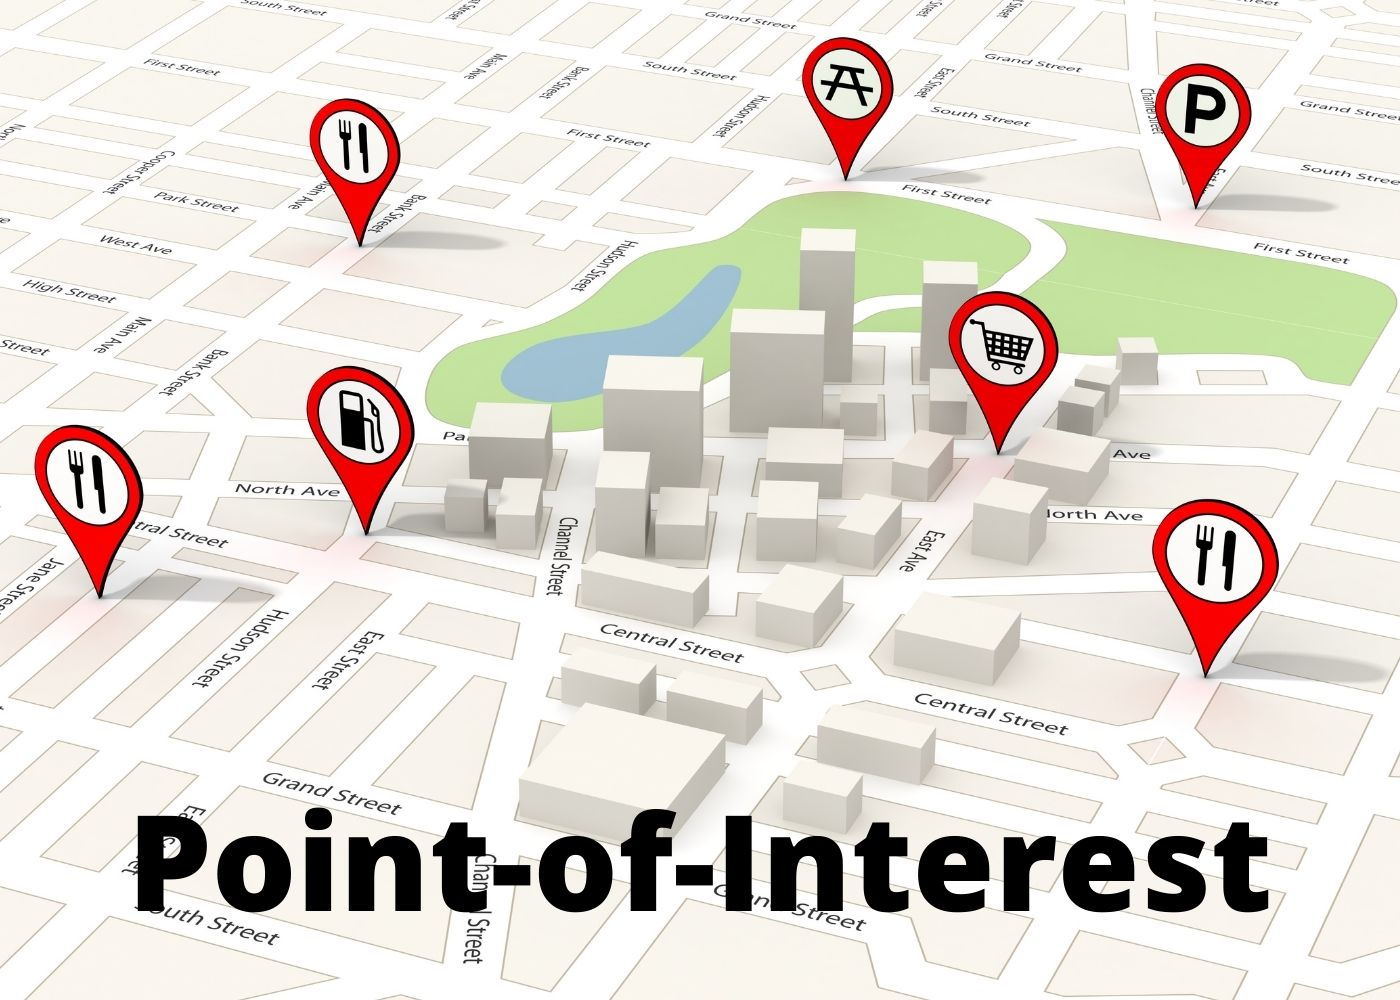 South Street
Grand Street
Street
Main Ave
Bank Street
South Street
Grand Street
First Street
East Street
Channel Street
Grand Street
South Street
Hudson Street
First Street
P
Cooper Street
Main Ave
Park Street
Bank Street
First Street
South Street
West Ave
Hudson Street
First Street
High Street
Main Ave
Street
Bank Street
Ave
North Ave
North Ave
Central Street
Channel Street
East Ave
Jane Street
Hudson Street
East Street
Central Street
Central Street
Grand Street
Point-of-Interest
Channel Street
Grand Street
South Street